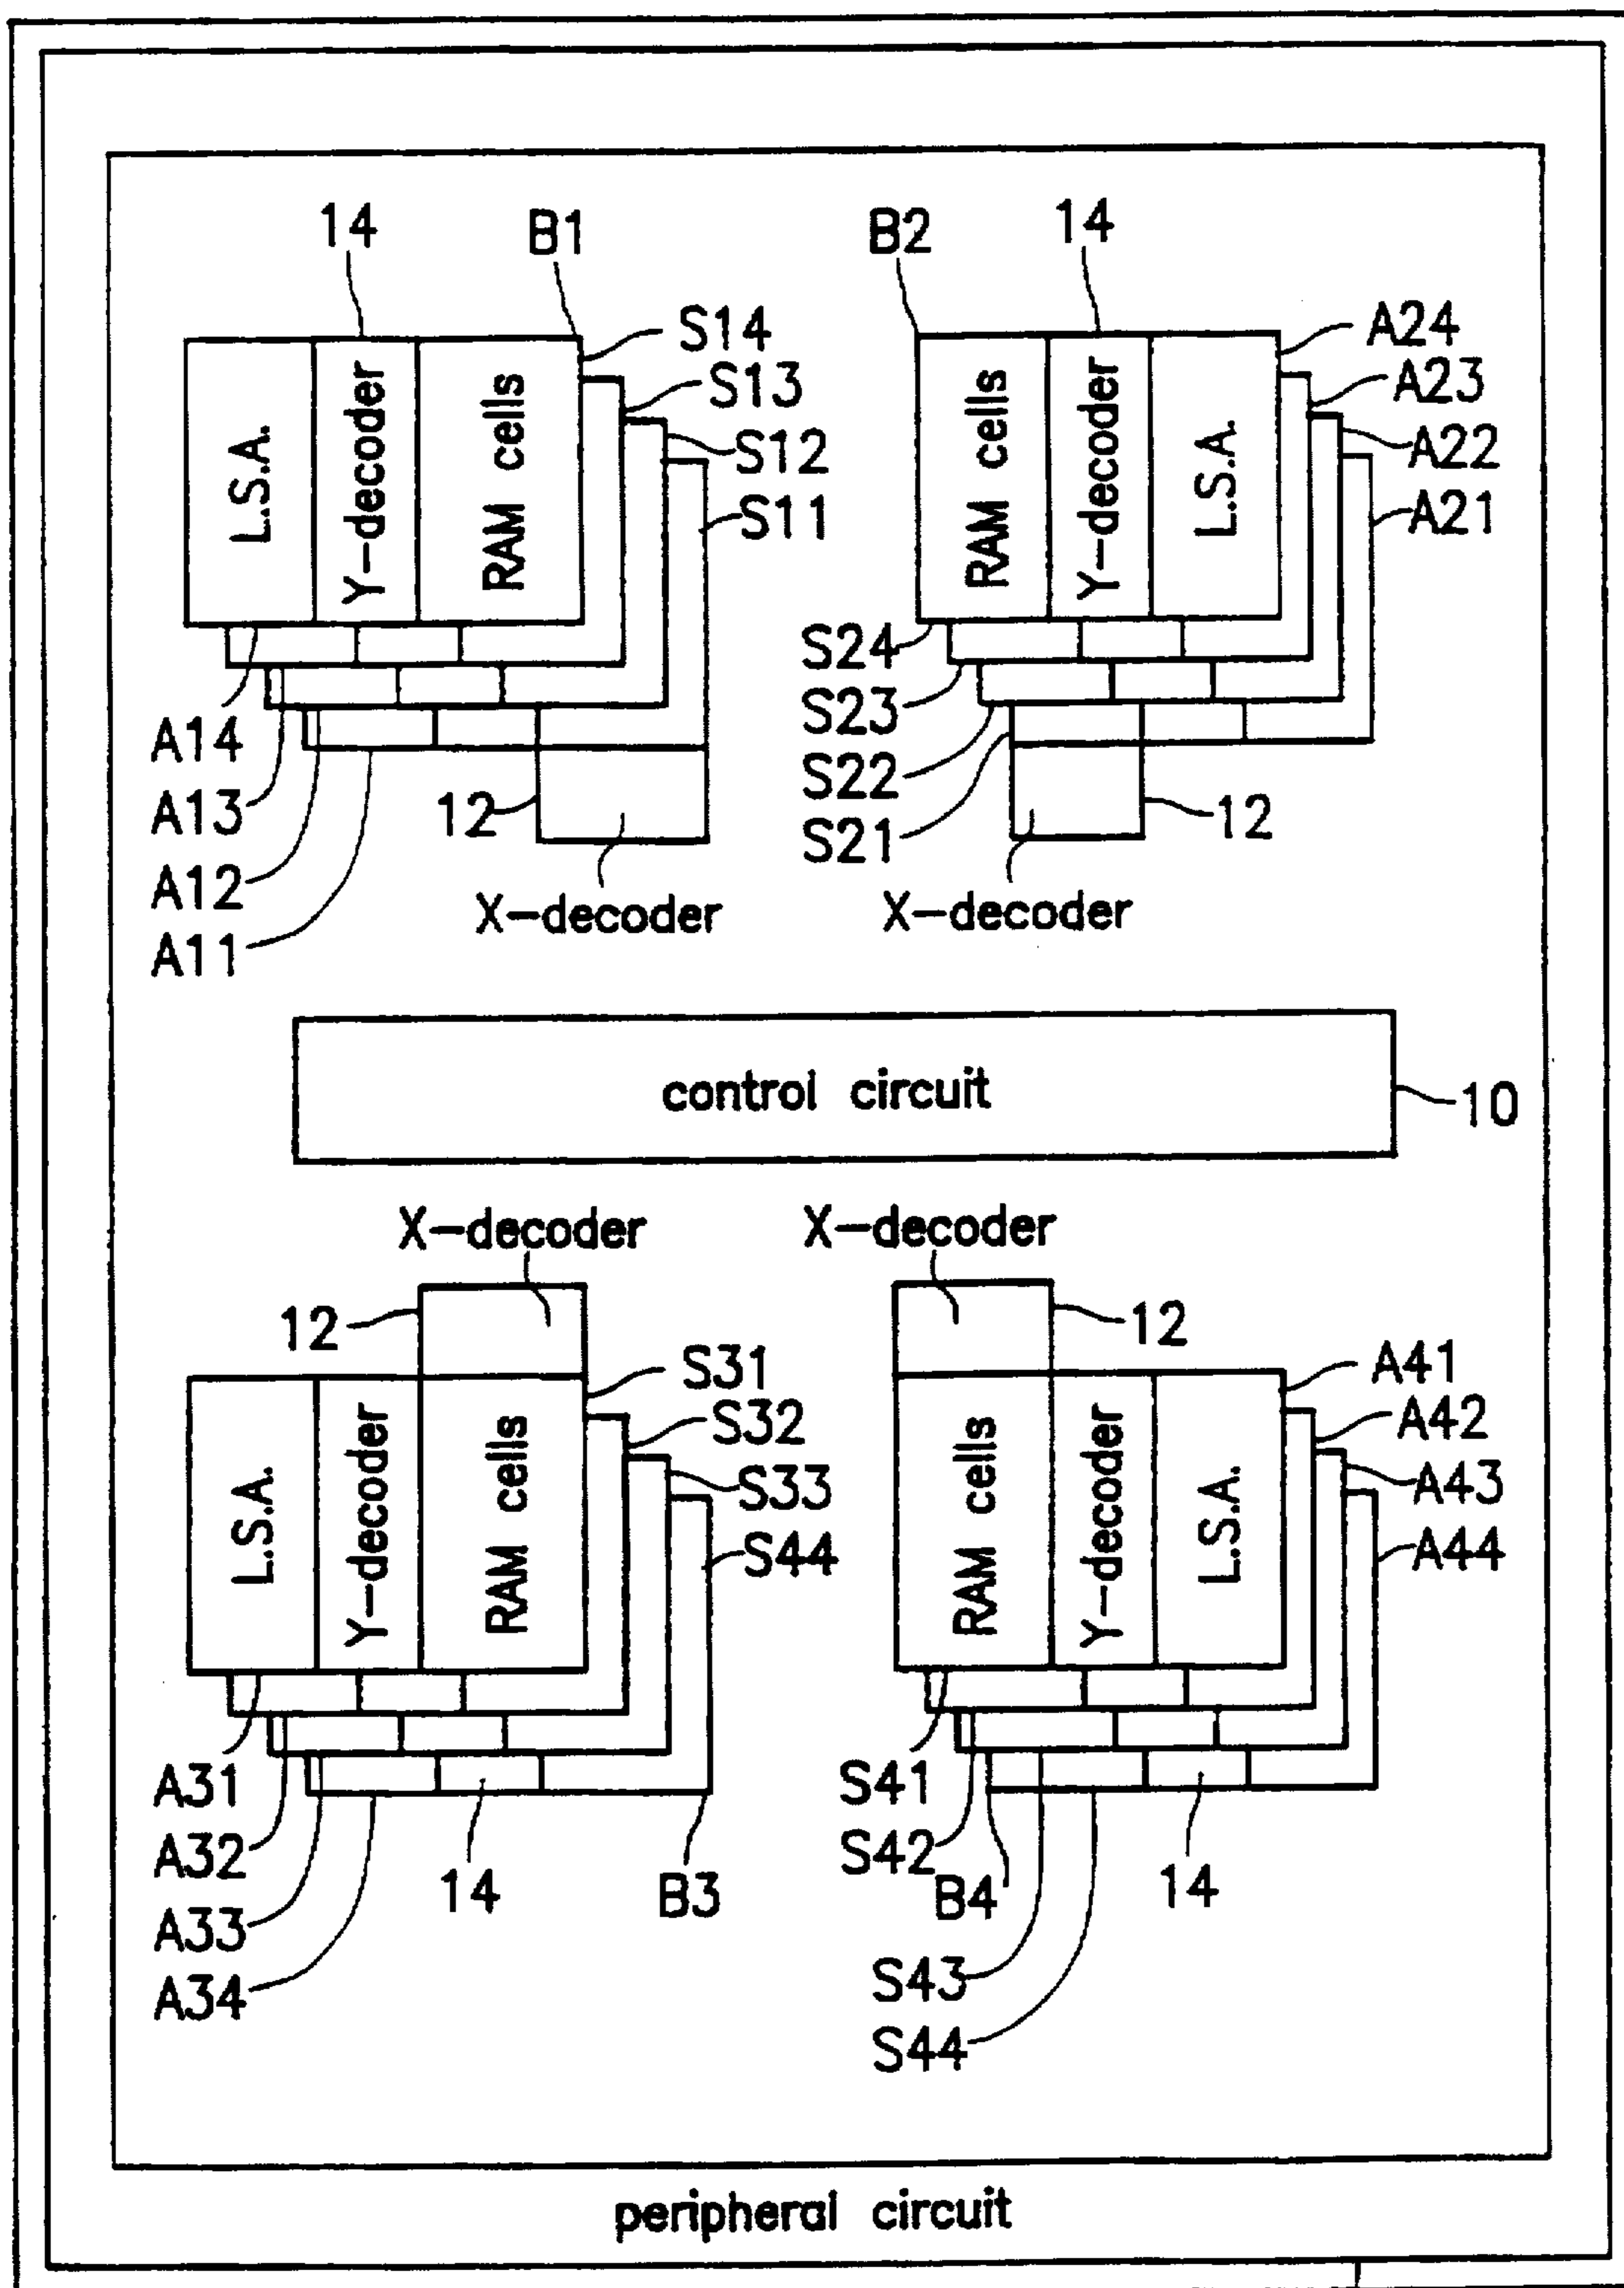 14
B1
B2
14
S14
S13
S12
S11
A24
A23
A22
A21
L.S.A.
Y-decoder
RAM cells
RAM cells
Y-decoder
L.S.A.
A14
A13
A12
A11
12
X-decoder
S24
S23
S22
S21
12
X-decoder
control circuit
10
X-decoder
12
X-decoder
12
S31
S32
S33
S44
A41
A42
A43
A44
L.S.A.
Y-decoder
RAM cells
RAM cells
Y-decoder
L.S.A.
A31
A32
A33
A34
14
B3
S41
S42
B4
S43
S44
14
peripheral circuit